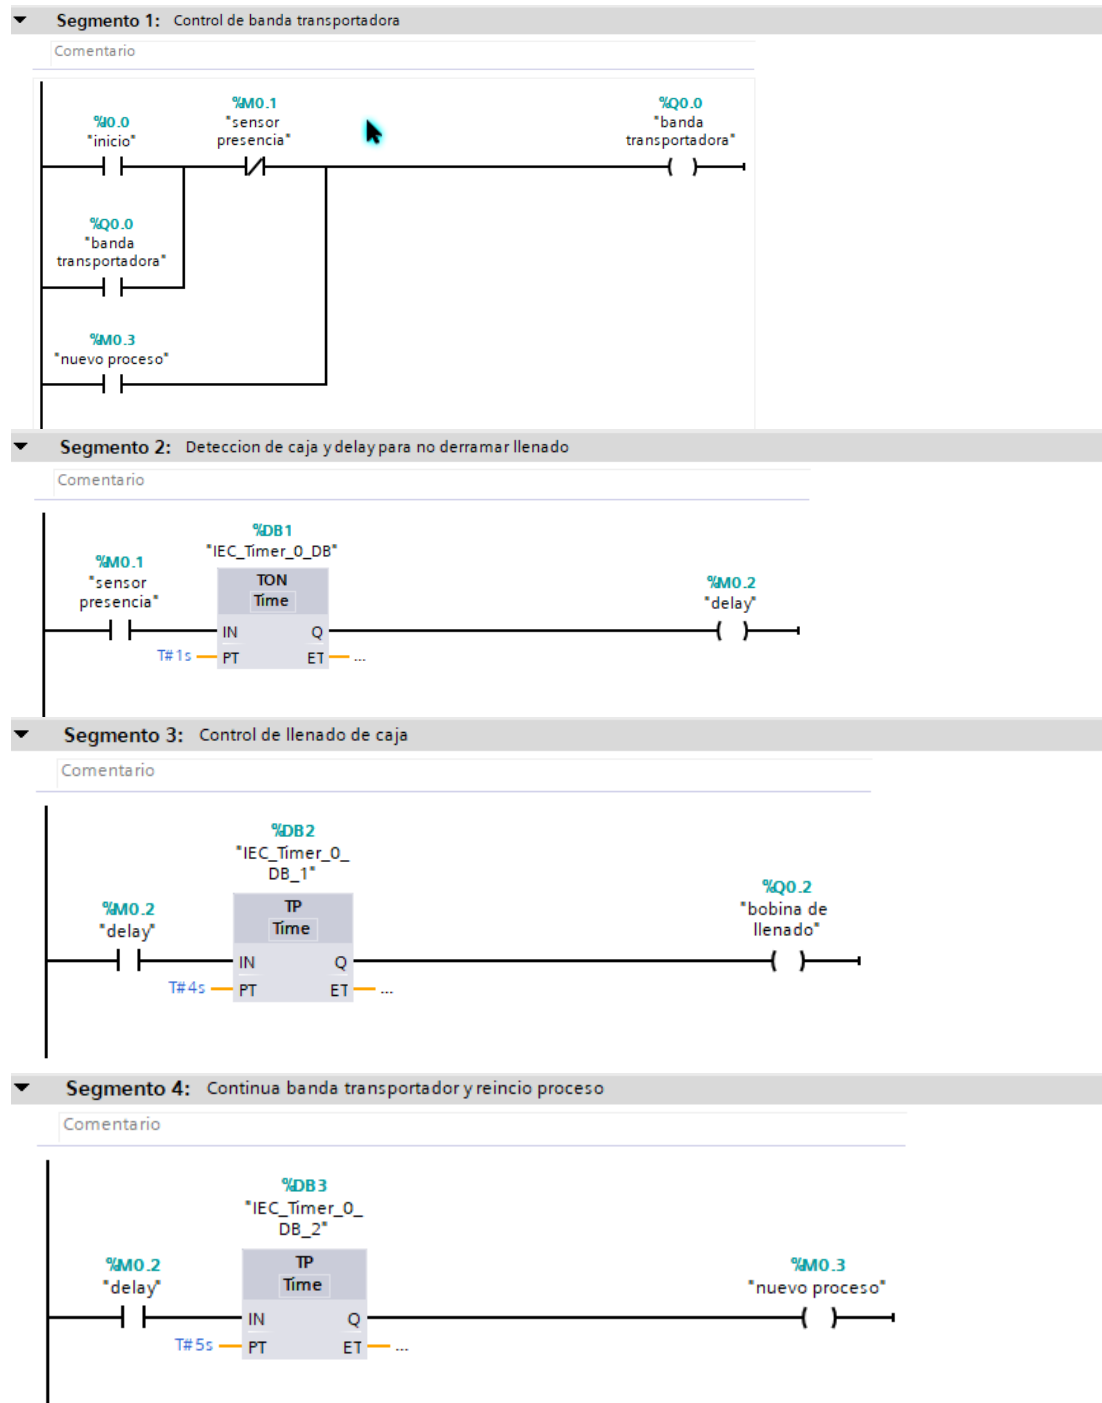 Segmento 1: Control de banda transportadora
Comentario
%I0.0
"inicio"
%M0.1
"sensor
presencia"
%Q0.0
"banda
transportadora"
%Q0.0
"banda
transportadora"
%M0.3
"nuevo proceso"
Segmento 2: Deteccion de caja y delay para no derramar llenado
Comentario
%M0.1
"sensor
presencia"
%DB1
"IEC_Timer_0_DB"
TON
Time
IN Q
T#1s PT ET ...
%M0.2
"delay"
Segmento 3: Control de llenado de caja
Comentario
%M0.2
"delay"
%DB2
"IEC_Timer_0_
DB_1"
TP
Time
IN Q
T#4s PT ET ...
%Q0.2
"bobina de
llenado"
Segmento 4: Continua banda transportador y reincio proceso
Comentario
%M0.2
"delay"
%DB3
"IEC_Timer_0_
DB_2"
TP
Time
IN Q
T#5s PT ET ...
%M0.3
"nuevo proceso"